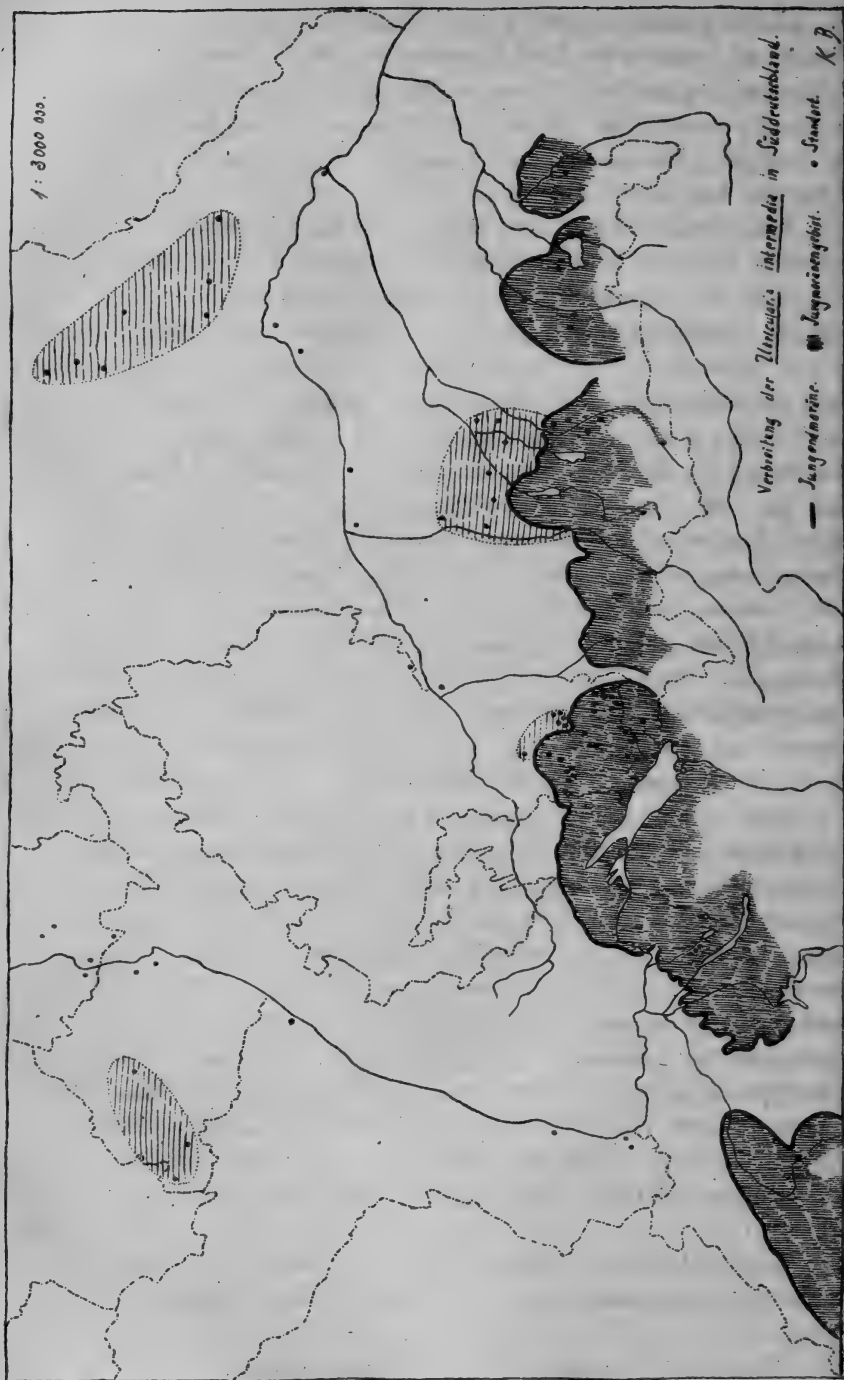 1:3000 000.
Verbreitung der Utricularia intermedia in Süddeutschland.
Jungendmoräne. Jungmoränengebiet. • Standort.
K. B.